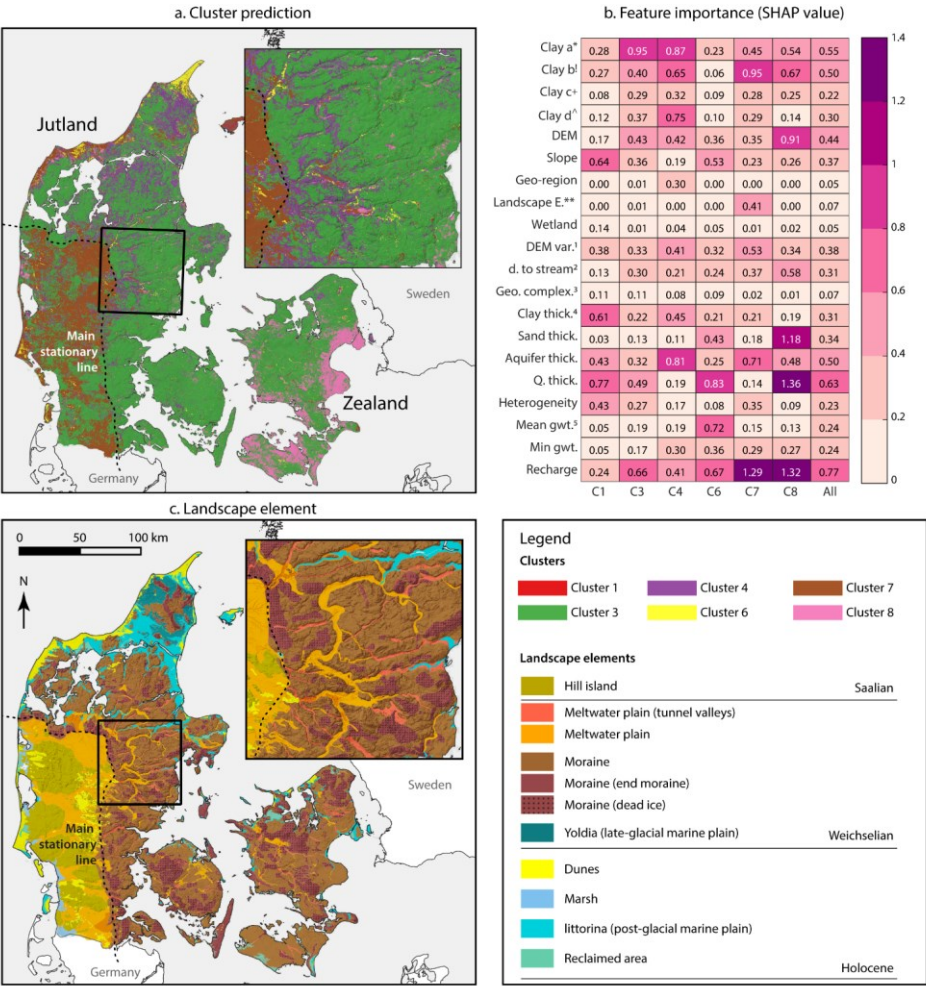 a. Cluster prediction
Jutland
Main
stationary
line
Germany
Sweden
Zealand
b. Feature importance (SHAP value)
Clay a* 0.28 0.95 0.87 0.23 0.45 0.54 0.55
Clay b! 0.27 0.40 0.65 0.06 0.95 0.67 0.50
Clay c+ 0.08 0.29 0.32 0.09 0.28 0.25 0.22
Clay d^ 0.12 0.37 0.75 0.10 0.29 0.14 0.30
DEM 0.17 0.43 0.42 0.36 0.35 0.91 0.44
Slope 0.64 0.36 0.19 0.53 0.23 0.26 0.37
Geo-region 0.00 0.01 0.30 0.00 0.00 0.00 0.05
Landscape E.** 0.00 0.01 0.00 0.00 0.41 0.00 0.07
Wetland 0.14 0.01 0.04 0.05 0.01 0.02 0.05
DEM var.¹ 0.38 0.33 0.41 0.32 0.53 0.34 0.38
d. to stream² 0.13 0.30 0.21 0.24 0.37 0.58 0.31
Geo. complex.³ 0.11 0.11 0.08 0.09 0.02 0.01 0.07
Clay thick.⁴ 0.61 0.22 0.45 0.21 0.21 0.19 0.31
Sand thick. 0.03 0.13 0.11 0.43 0.18 1.18 0.34
Aquifer thick. 0.43 0.32 0.81 0.25 0.71 0.48 0.50
Q. thick. 0.77 0.49 0.19 0.83 0.14 1.36 0.63
Heterogeneity 0.43 0.27 0.17 0.08 0.35 0.09 0.23
Mean gwt.⁵ 0.05 0.19 0.19 0.72 0.15 0.13 0.24
Min gwt. 0.05 0.17 0.30 0.36 0.29 0.27 0.24
Recharge 0.24 0.66 0.41 0.67 1.29 1.32 0.77
C1 C3 C4 C6 C7 C8 All
1.4
1.2
1
0.8
0.6
0.4
0.2
0
c. Landscape element
0 50 100 km
N
Main
stationary
line
Germany
Sweden
Legend
Clusters
Cluster 1 Cluster 4 Cluster 7
Cluster 3 Cluster 6 Cluster 8
Landscape elements
Hill island Saalian
Meltwater plain (tunnel valleys)
Meltwater plain
Moraine
Moraine (end moraine)
Moraine (dead ice)
Yoldia (late-glacial marine plain) Weichselian
Dunes
Marsh
littorina (post-glacial marine plain)
Reclaimed area
Holocene